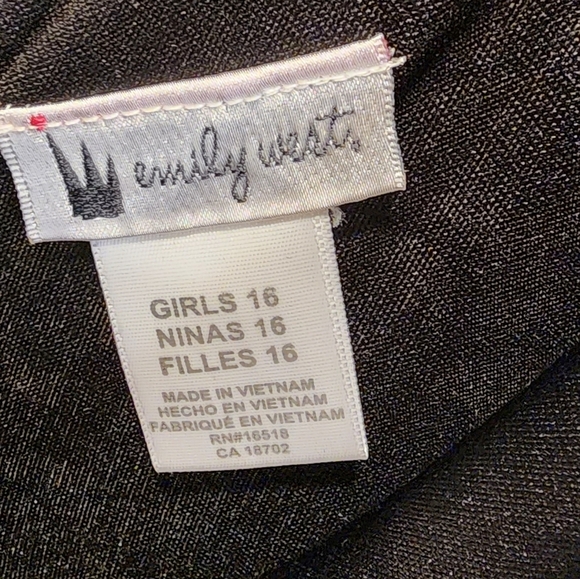 emily west
GIRLS 16
NINAS 16
FILLES 16
MADE IN VIETNAM
HECHO EN VIETNAM
FABRIQUÉ EN VIETNAM
RN#16518
CA 18702